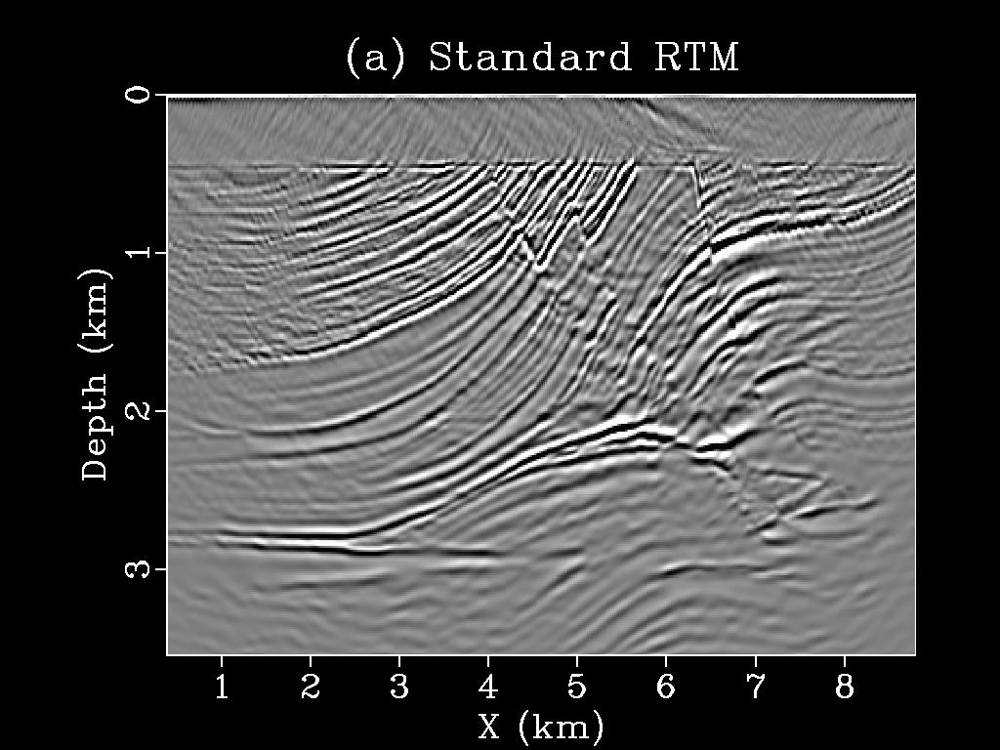 (a) Standard RTM
0
1
2
3
Depth (km)
1 2 3 4 5 6 7 8
X (km)